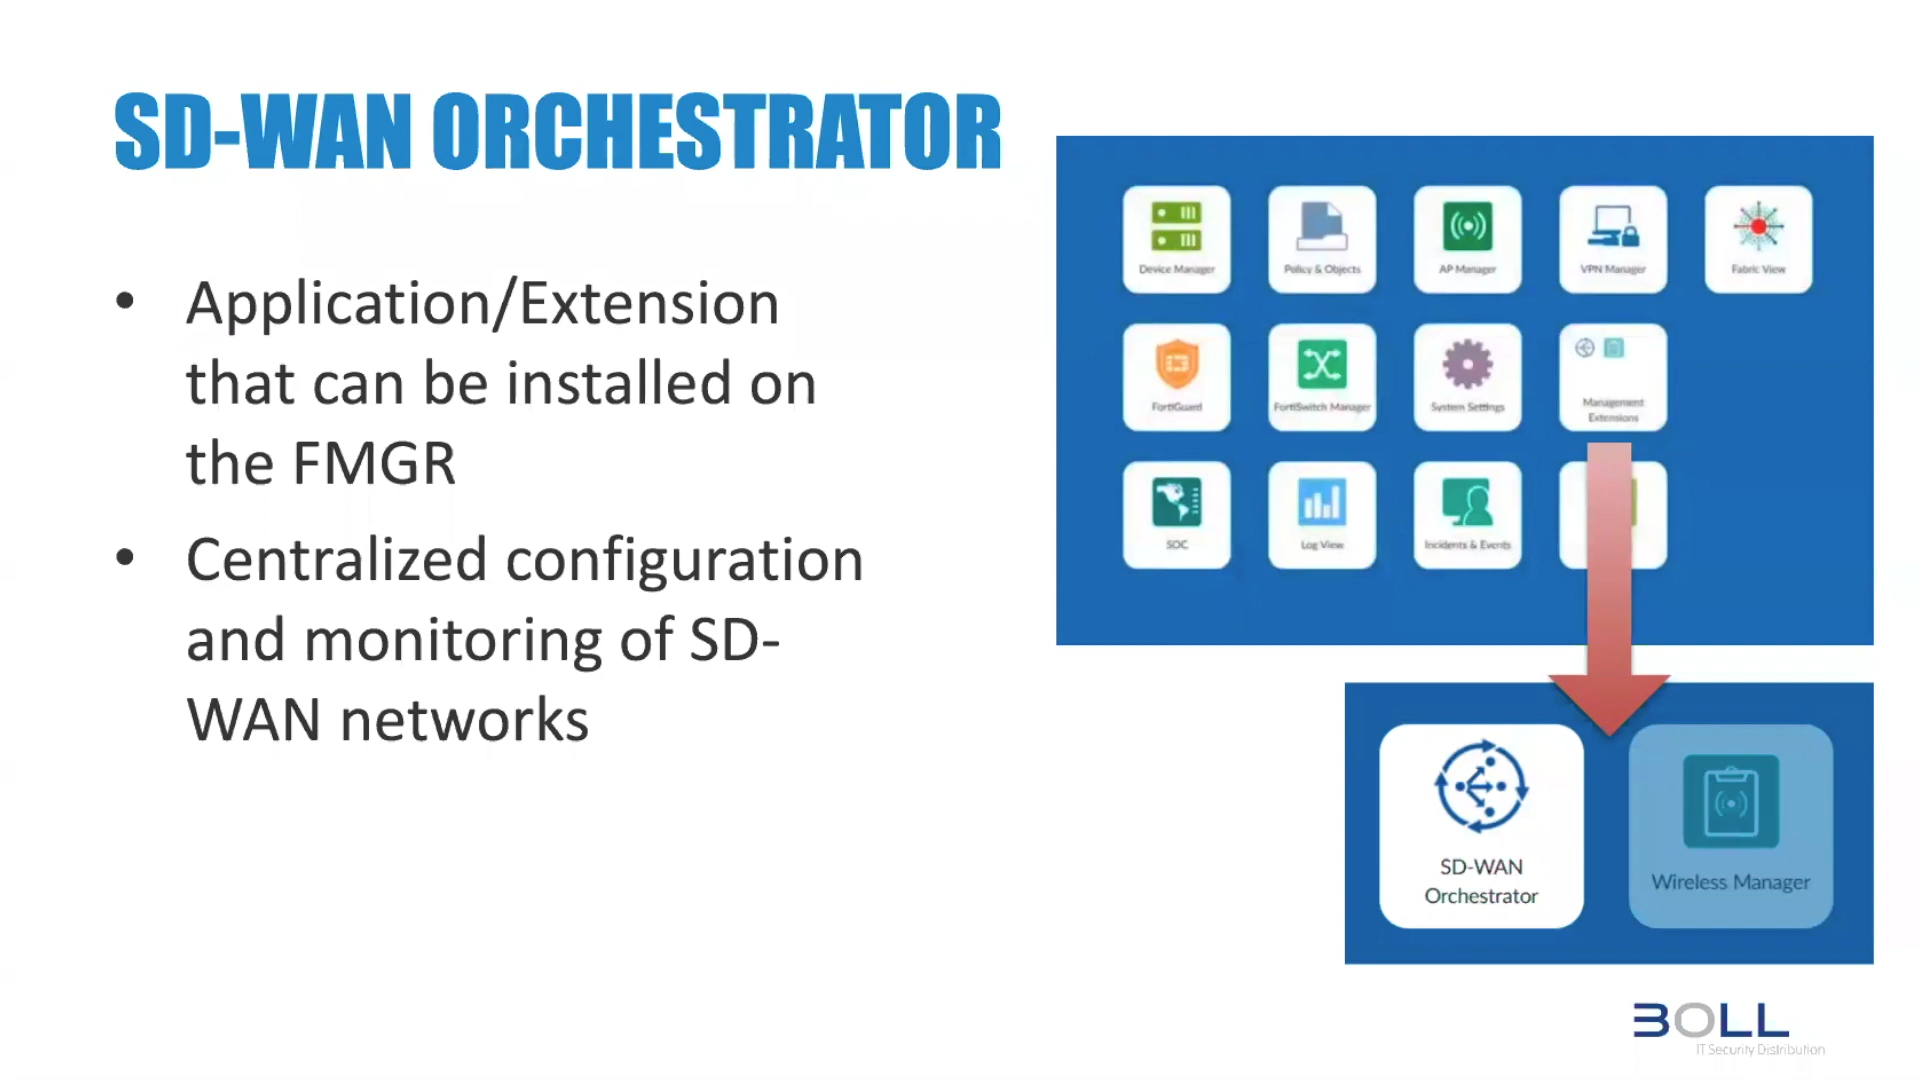 SD-WAN ORCHESTRATOR
• Application/Extension
that can be installed on
the FMGR
• Centralized configuration
and monitoring of SD-
WAN networks
Device Manager
Policy & Objects
AP Manager
VPN Manager
Fabric View
FortiGuard
FortiSwitch Manager
System Settings
Management
Extensions
SOC
Log View
Incidents & Events
SD-WAN
Orchestrator
Wireless Manager
BOLL
IT Security Distribution